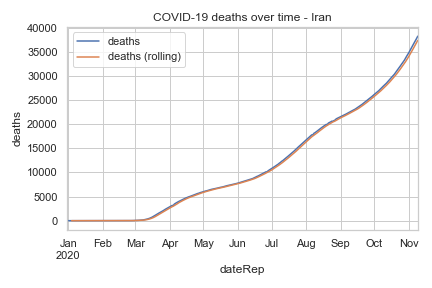 COVID-19 deaths over time - Iran
deaths
deaths (rolling)
40000
35000
30000
25000
20000
15000
10000
5000
0
deaths
Jan Feb Mar Apr May Jun Jul Aug Sep Oct Nov
2020
dateRep